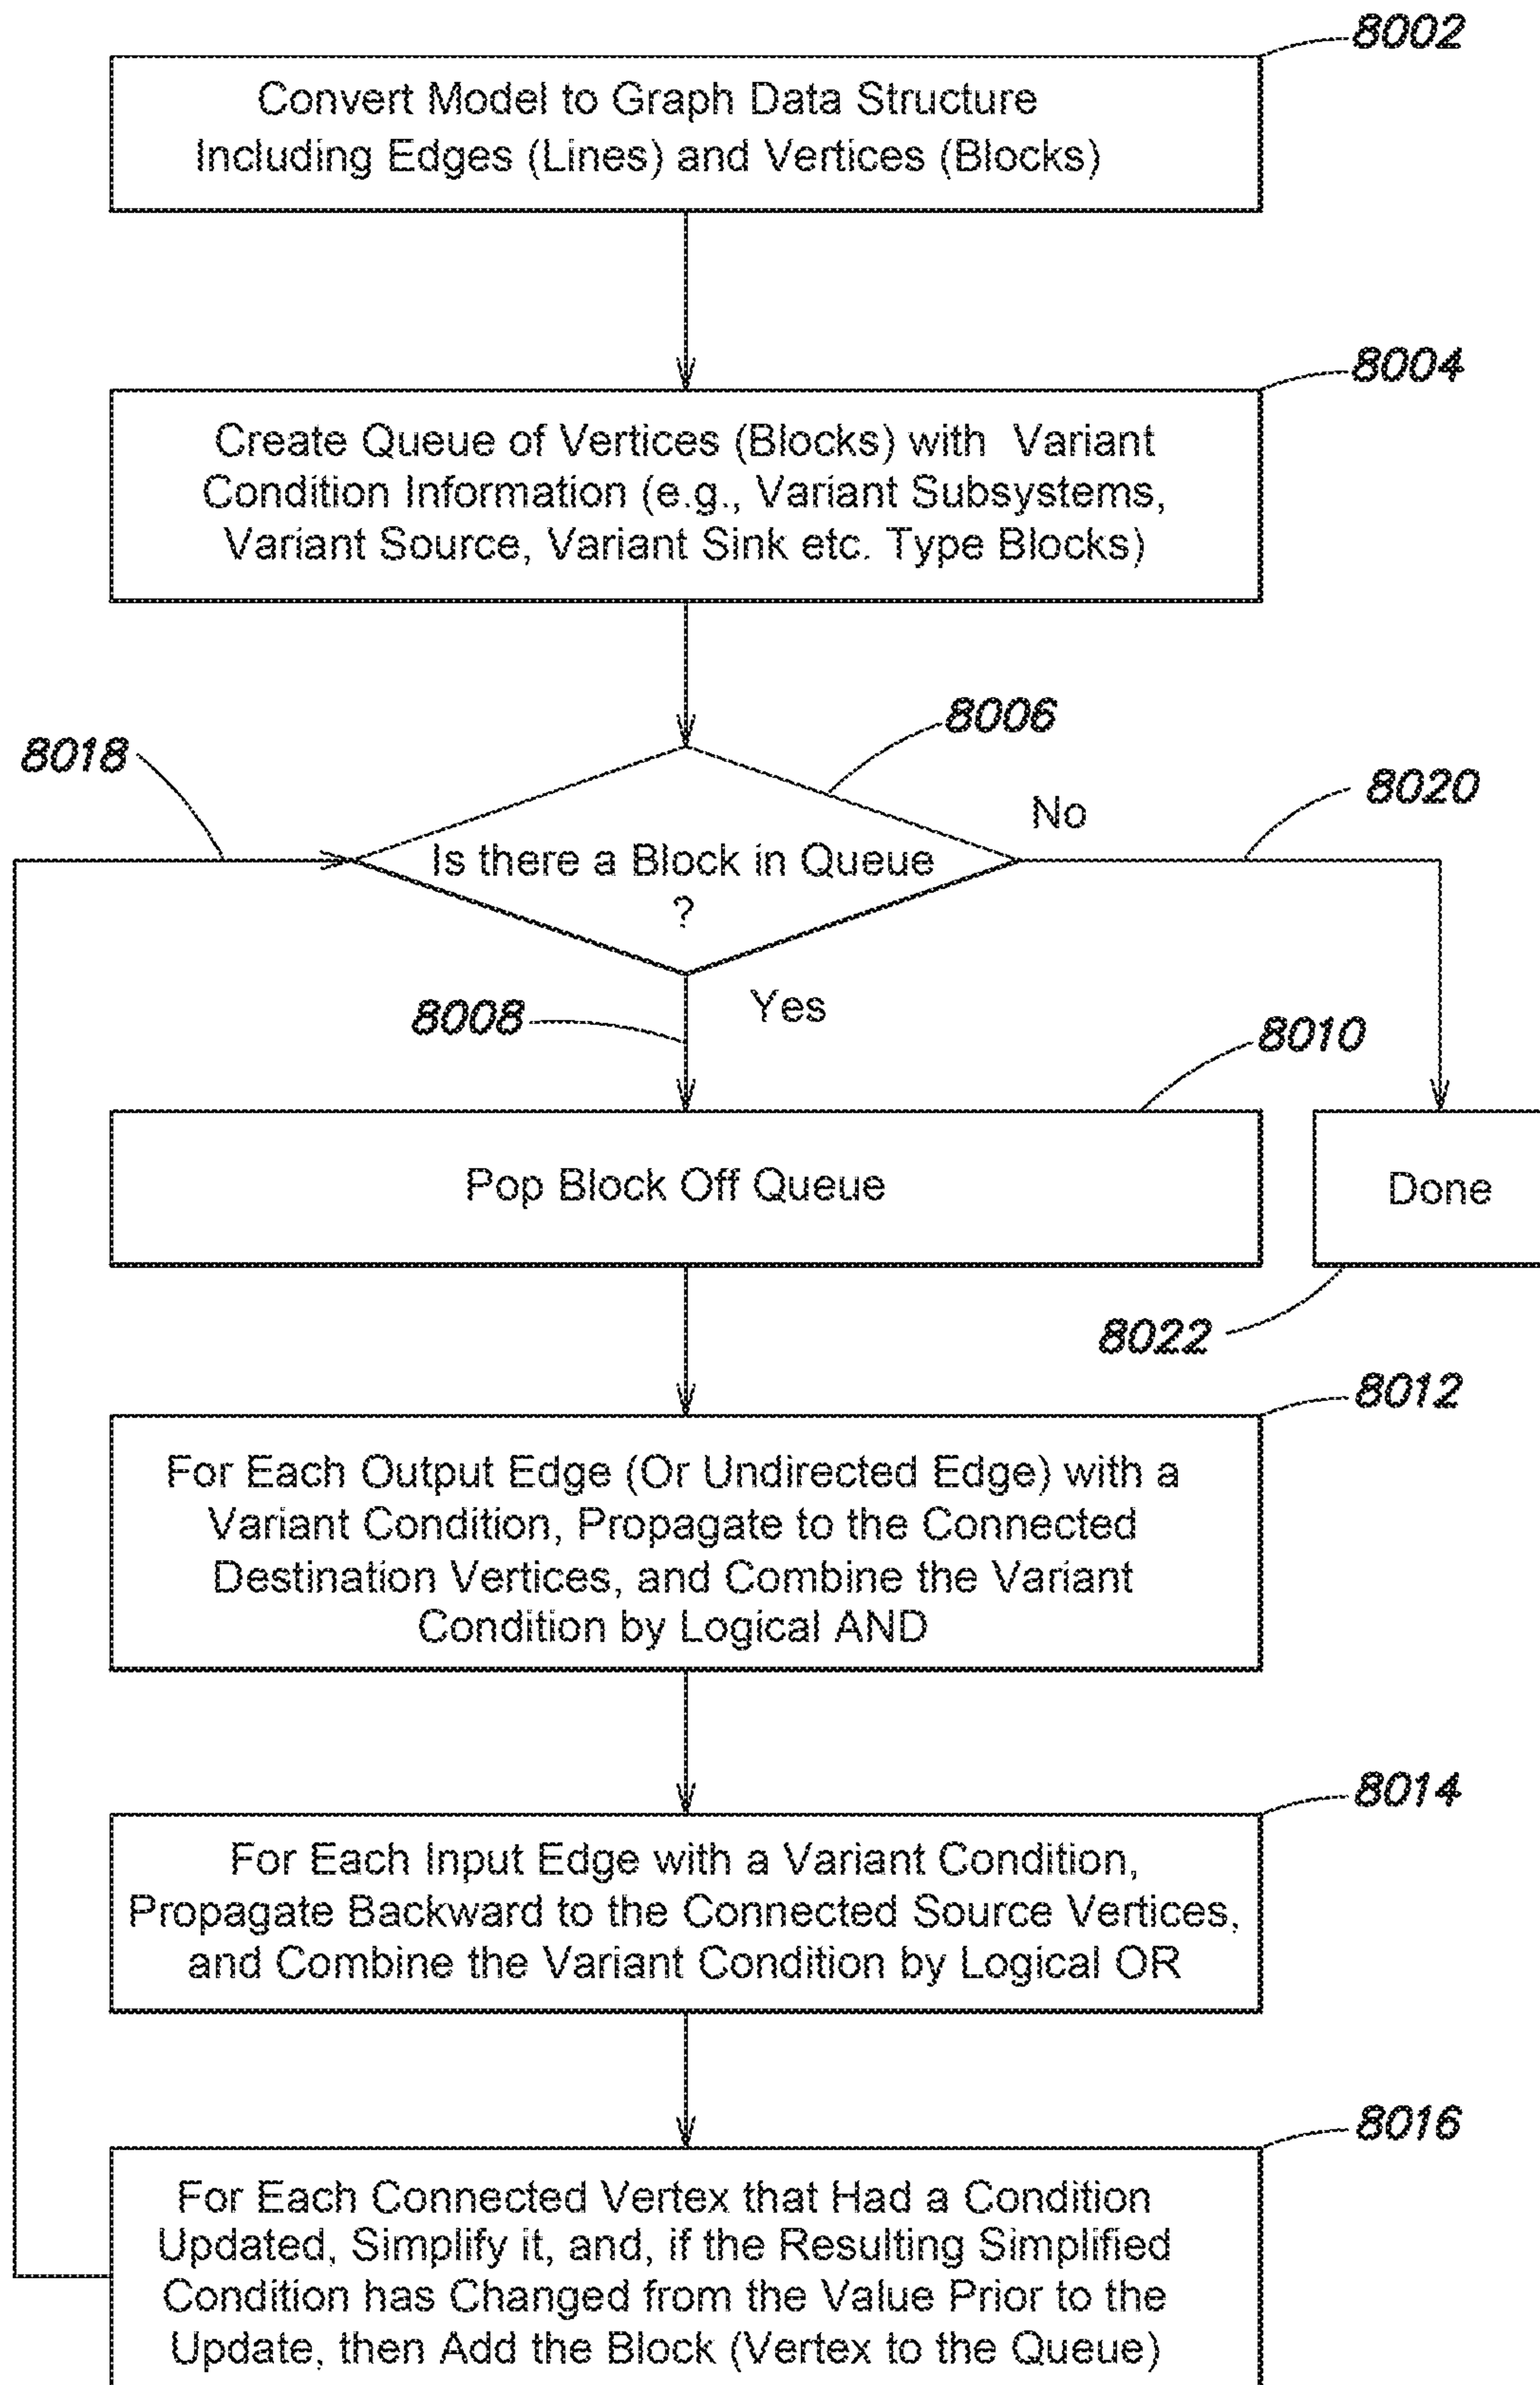 8002
Convert Model to Graph Data Structure
Including Edges (Lines) and Vertices (Blocks)
8004
Create Queue of Vertices (Blocks) with Variant
Condition Information (e.g., Variant Subsystems,
Variant Source, Variant Sink etc. Type Blocks)
8006
8018
No
8020
Is there a Block in Queue
?
8008
Yes
8010
Pop Block Off Queue
Done
8022
8012
For Each Output Edge (Or Undirected Edge) with a
Variant Condition, Propagate to the Connected
Destination Vertices, and Combine the Variant
Condition by Logical AND
8014
For Each Input Edge with a Variant Condition,
Propagate Backward to the Connected Source Vertices,
and Combine the Variant Condition by Logical OR
8016
For Each Connected Vertex that Had a Condition
Updated, Simplify it, and, if the Resulting Simplified
Condition has Changed from the Value Prior to the
Update, then Add the Block (Vertex to the Queue)